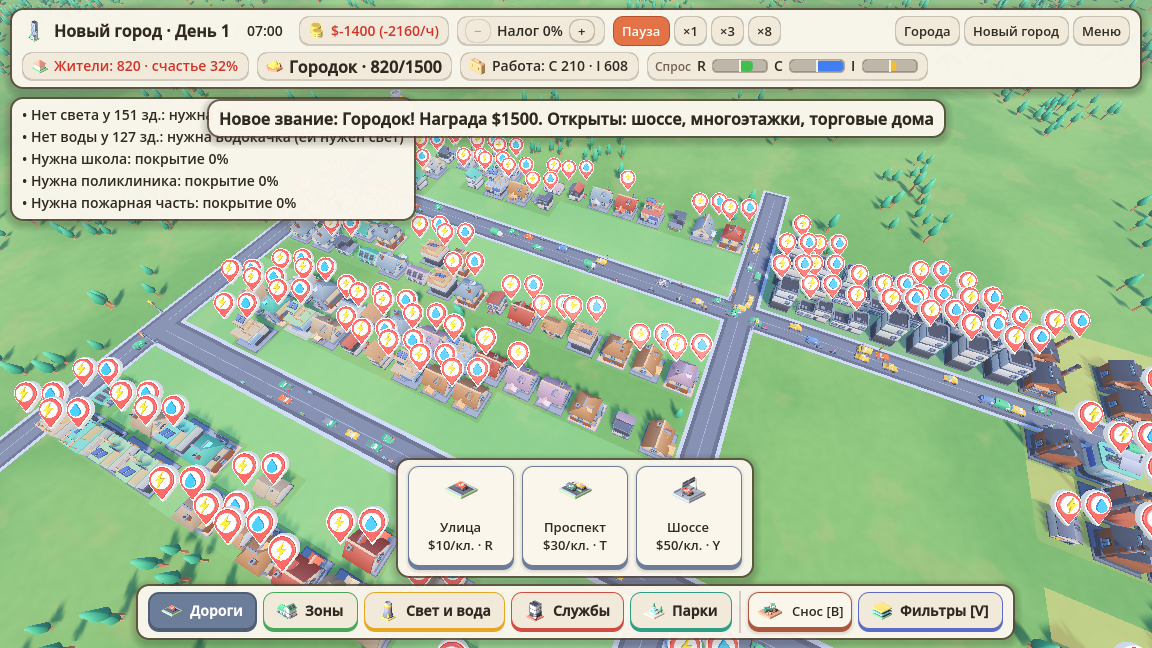 Новый город · День 1
07:00
$-1400 (-2160/ч)
− Налог 0% +
Пауза
×1
×3
×8
Города
Новый город
Меню
Жители: 820 · счастье 32%
Городок · 820/1500
Работа: C 210 · I 608
Спрос R C I
Новое звание: Городок! Награда $1500. Открыты: шоссе, многоэтажки, торговые дома
• Нет света у 151 зд.:
• Нет воды у 127 зд.: нужна водокачка (ей нужен свет)
• Нужна школа: покрытие 0%
• Нужна поликлиника: покрытие 0%
• Нужна пожарная часть: покрытие 0%
Улица
$10/кл. · R
Проспект
$30/кл. · T
Шоссе
$50/кл. · Y
Дороги
Зоны
Свет и вода
Службы
Парки
Снос [B]
Фильтры [V]